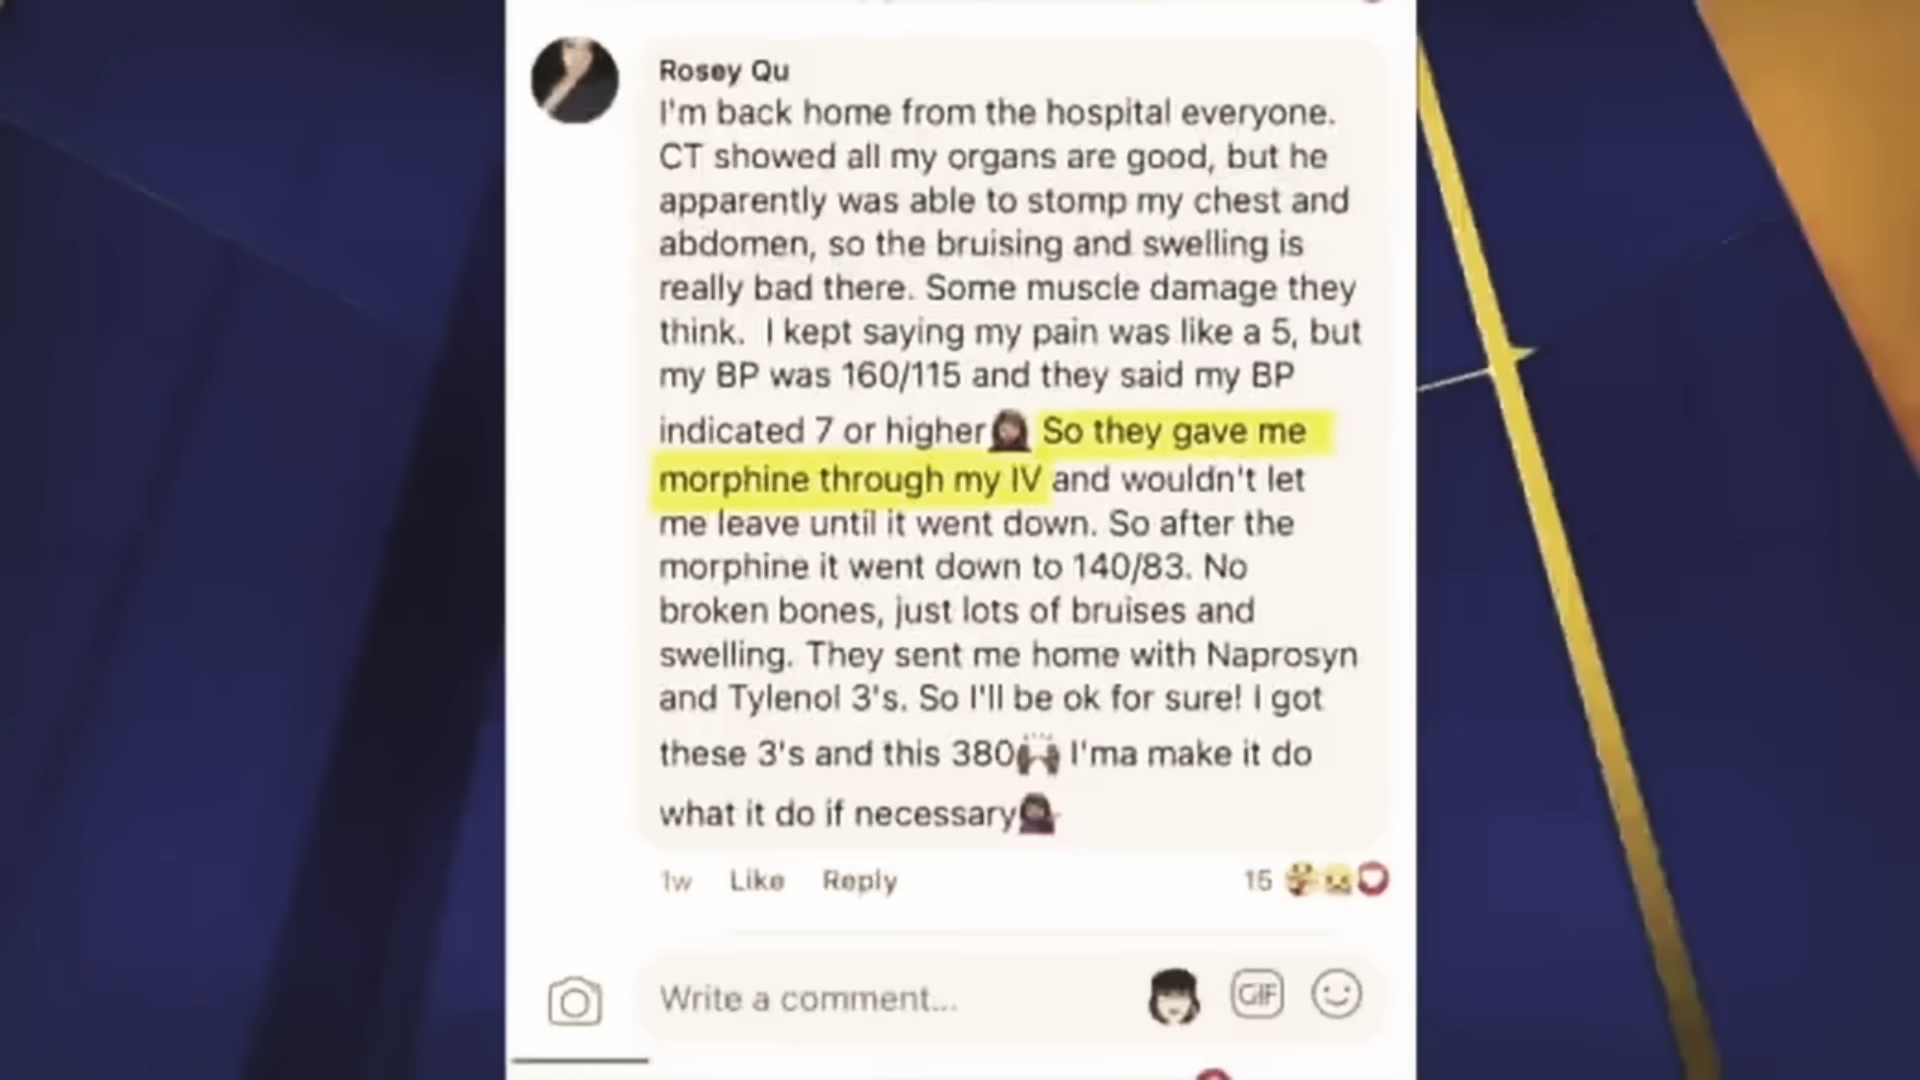 Rosey Qu
I'm back home from the hospital everyone.
CT showed all my organs are good, but he
apparently was able to stomp my chest and
abdomen, so the bruising and swelling is
really bad there. Some muscle damage they
think. I kept saying my pain was like a 5, but
my BP was 160/115 and they said my BP
indicated 7 or higher🤦🏾‍♀️ So they gave me
morphine through my IV and wouldn't let
me leave until it went down. So after the
morphine it went down to 140/83. No
broken bones, just lots of bruises and
swelling. They sent me home with Naprosyn
and Tylenol 3's. So I'll be ok for sure! I got
these 3's and this 380🙌🏾 I'ma make it do
what it do if necessary💁🏾‍♀️
1w Like Reply 15
Write a comment... GIF